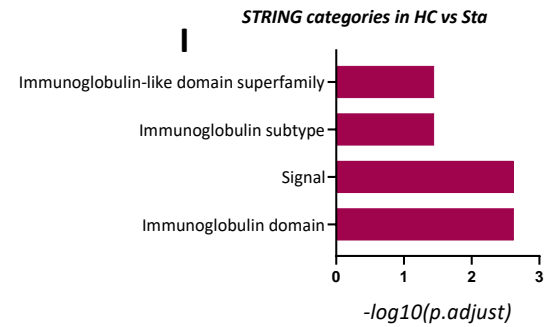 STRING categories in HC vs Sta
I
Immunoglobulin-like domain superfamily
Immunoglobulin subtype
Signal
Immunoglobulin domain
0 1 2 3
-log10(p.adjust)